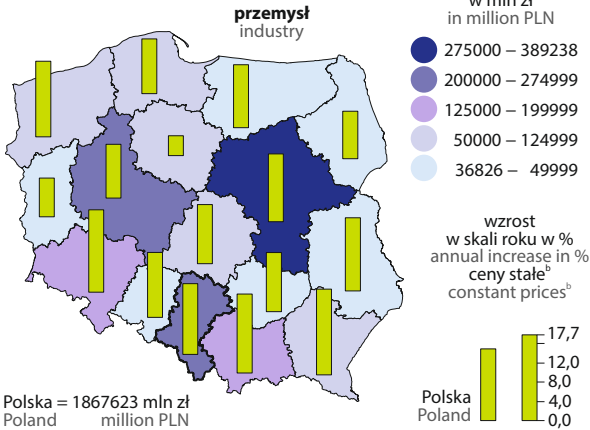 przemysł
industry
w mln zł
in million PLN
275000 – 389238
200000 – 274999
125000 – 199999
50000 – 124999
36826 – 49999
wzrost
w skali roku w %
annual increase in %
ceny stałeᵇ
constant pricesᵇ
17,7
12,0
8,0
4,0
0,0
Polska
Poland
Polska = 1867623 mln zł
Poland million PLN